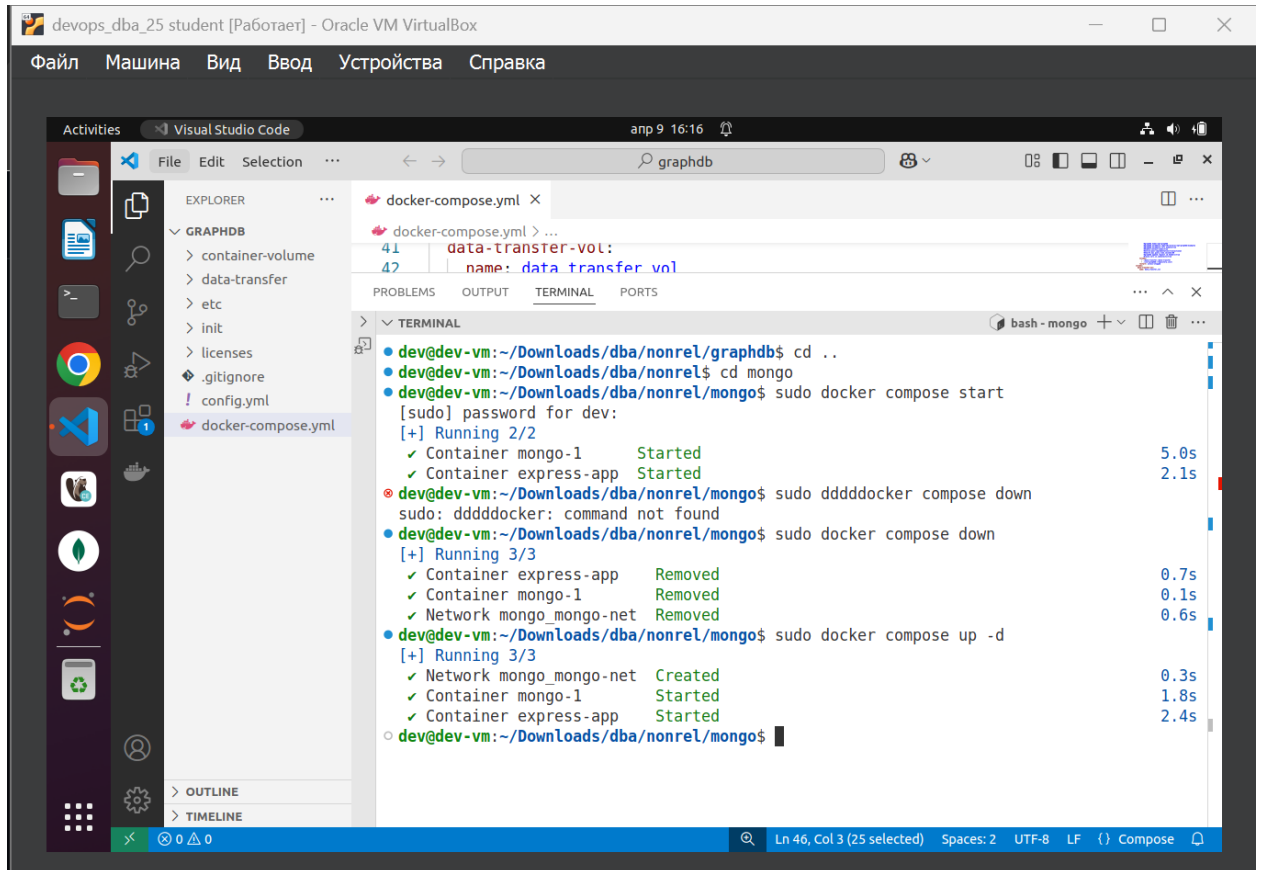 devops_dba_25 student [Работает] - Oracle VM VirtualBox
Файл Машина Вид Ввод Устройства Справка
Activities Visual Studio Code апр 9 16:16
File Edit Selection ... graphdb
EXPLORER ... docker-compose.yml
GRAPHDB
container-volume
data-transfer
etc
init
licenses
.gitignore
config.yml
docker-compose.yml
OUTLINE
TIMELINE
1
docker-compose.yml > ...
41 data-transfer-vol:
42 name: data_transfer_vol
PROBLEMS OUTPUT TERMINAL PORTS
TERMINAL bash - mongo
dev@dev-vm:~/Downloads/dba/nonrel/graphdb$ cd ..
dev@dev-vm:~/Downloads/dba/nonrel$ cd mongo
dev@dev-vm:~/Downloads/dba/nonrel/mongo$ sudo docker compose start
[sudo] password for dev:
[+] Running 2/2
✔ Container mongo-1 Started 5.0s
✔ Container express-app Started 2.1s
dev@dev-vm:~/Downloads/dba/nonrel/mongo$ sudo dddddocker compose down
sudo: dddddocker: command not found
dev@dev-vm:~/Downloads/dba/nonrel/mongo$ sudo docker compose down
[+] Running 3/3
✔ Container express-app Removed 0.7s
✔ Container mongo-1 Removed 0.1s
✔ Network mongo_mongo-net Removed 0.6s
dev@dev-vm:~/Downloads/dba/nonrel/mongo$ sudo docker compose up -d
[+] Running 3/3
✔ Network mongo_mongo-net Created 0.3s
✔ Container mongo-1 Started 1.8s
✔ Container express-app Started 2.4s
dev@dev-vm:~/Downloads/dba/nonrel/mongo$
0 0 Ln 46, Col 3 (25 selected) Spaces: 2 UTF-8 LF {} Compose